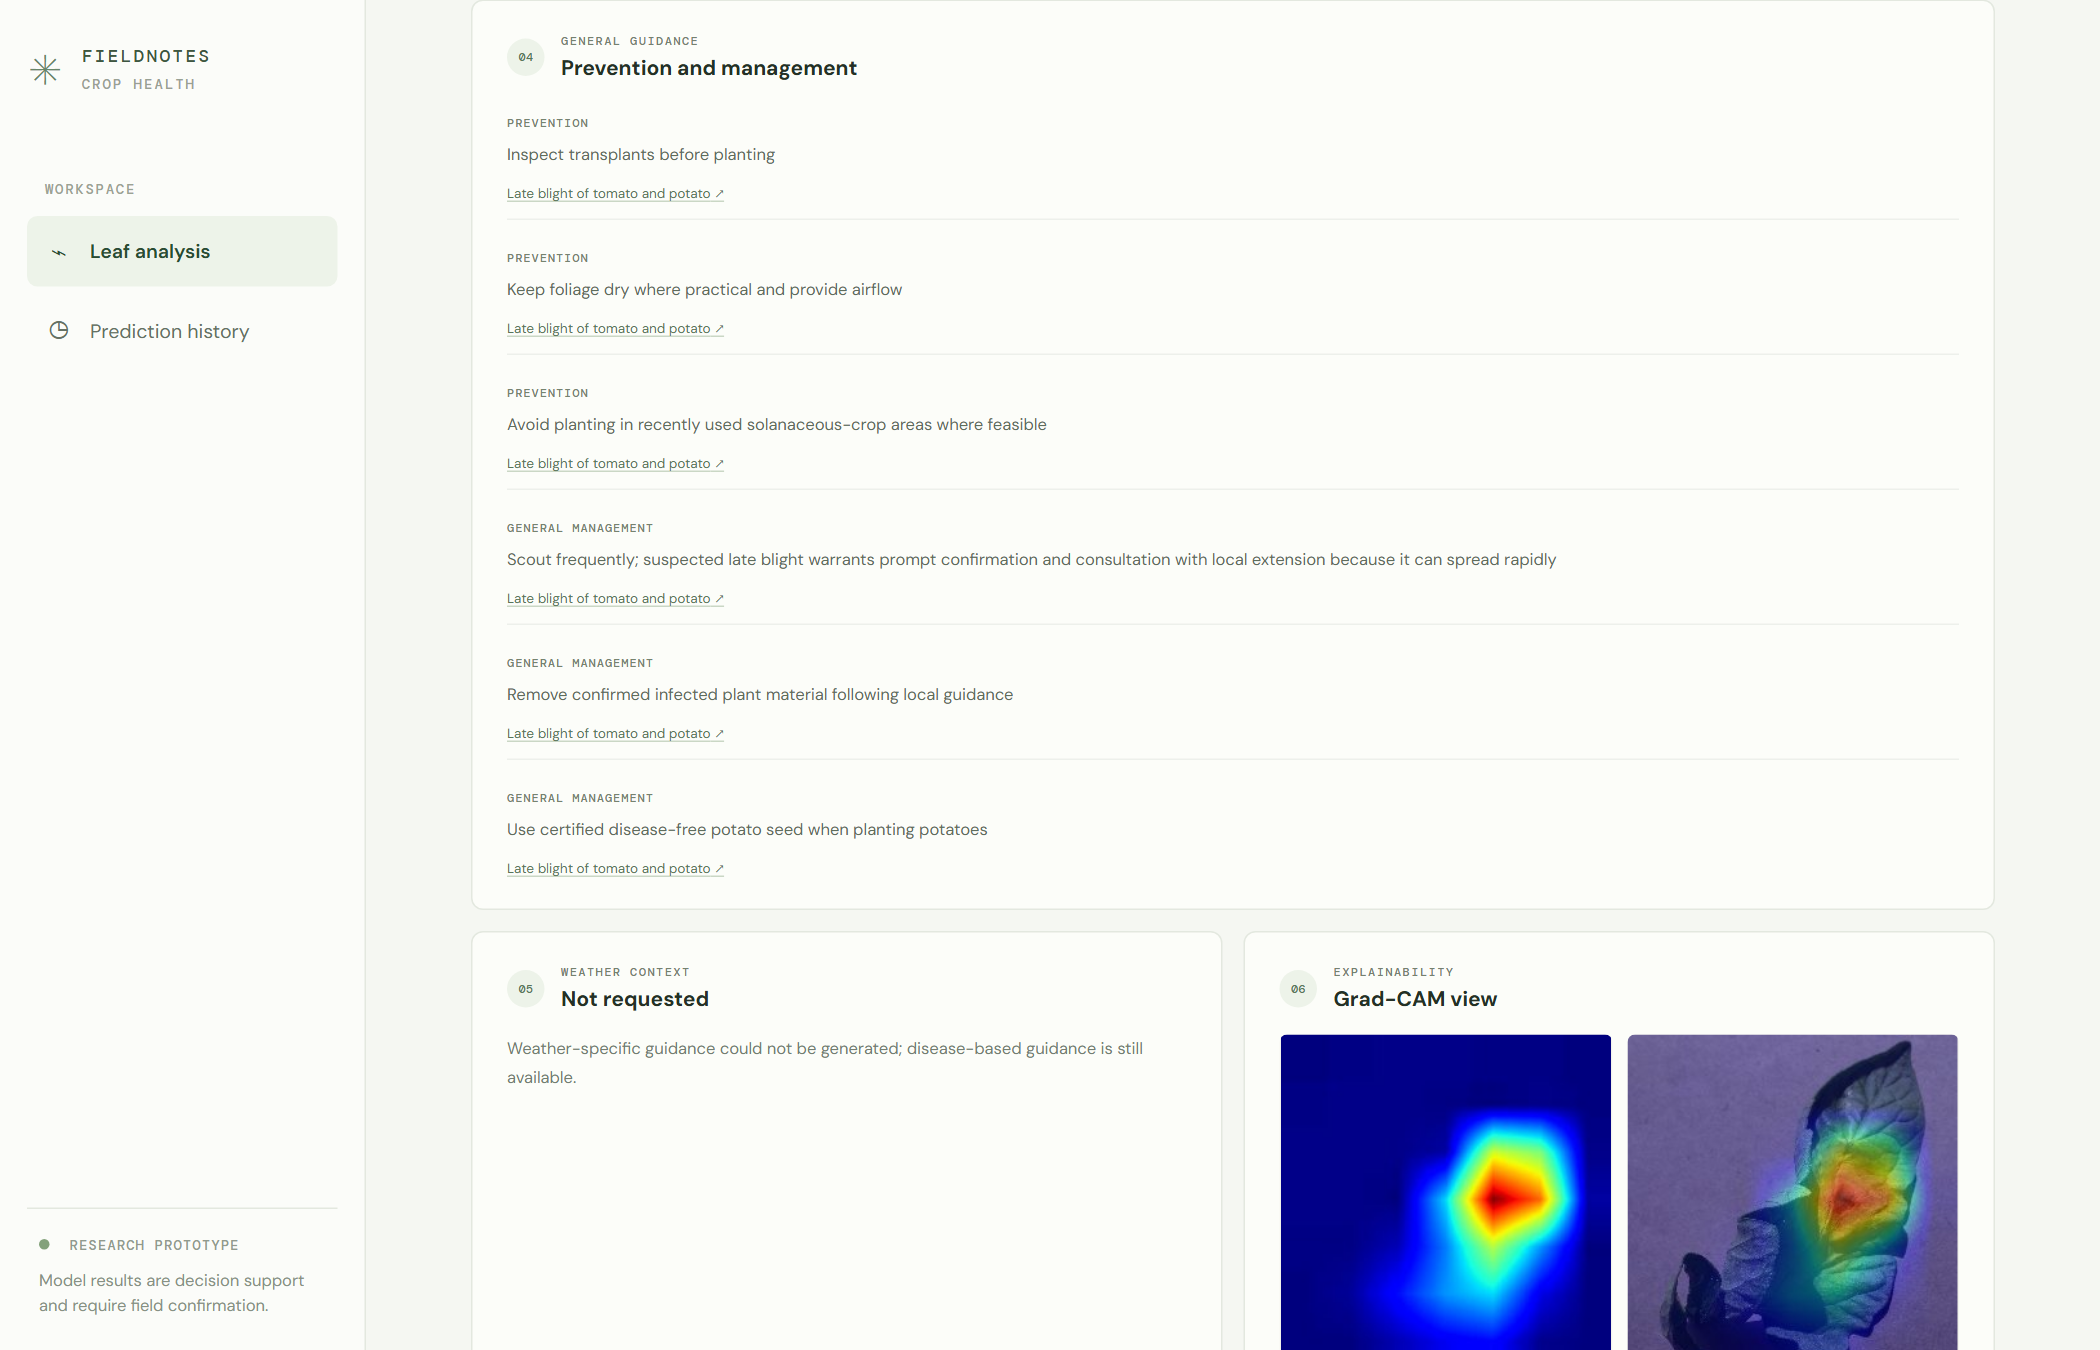 FIELDNOTES
CROP HEALTH
WORKSPACE
Leaf analysis
Prediction history
RESEARCH PROTOTYPE
Model results are decision support
and require field confirmation.
04
GENERAL GUIDANCE
Prevention and management
PREVENTION
Inspect transplants before planting
Late blight of tomato and potato ↗
PREVENTION
Keep foliage dry where practical and provide airflow
Late blight of tomato and potato ↗
PREVENTION
Avoid planting in recently used solanaceous-crop areas where feasible
Late blight of tomato and potato ↗
GENERAL MANAGEMENT
Scout frequently; suspected late blight warrants prompt confirmation and consultation with local extension because it can spread rapidly
Late blight of tomato and potato ↗
GENERAL MANAGEMENT
Remove confirmed infected plant material following local guidance
Late blight of tomato and potato ↗
GENERAL MANAGEMENT
Use certified disease-free potato seed when planting potatoes
Late blight of tomato and potato ↗
05
WEATHER CONTEXT
Not requested
Weather-specific guidance could not be generated; disease-based guidance is still
available.
06
EXPLAINABILITY
Grad-CAM view